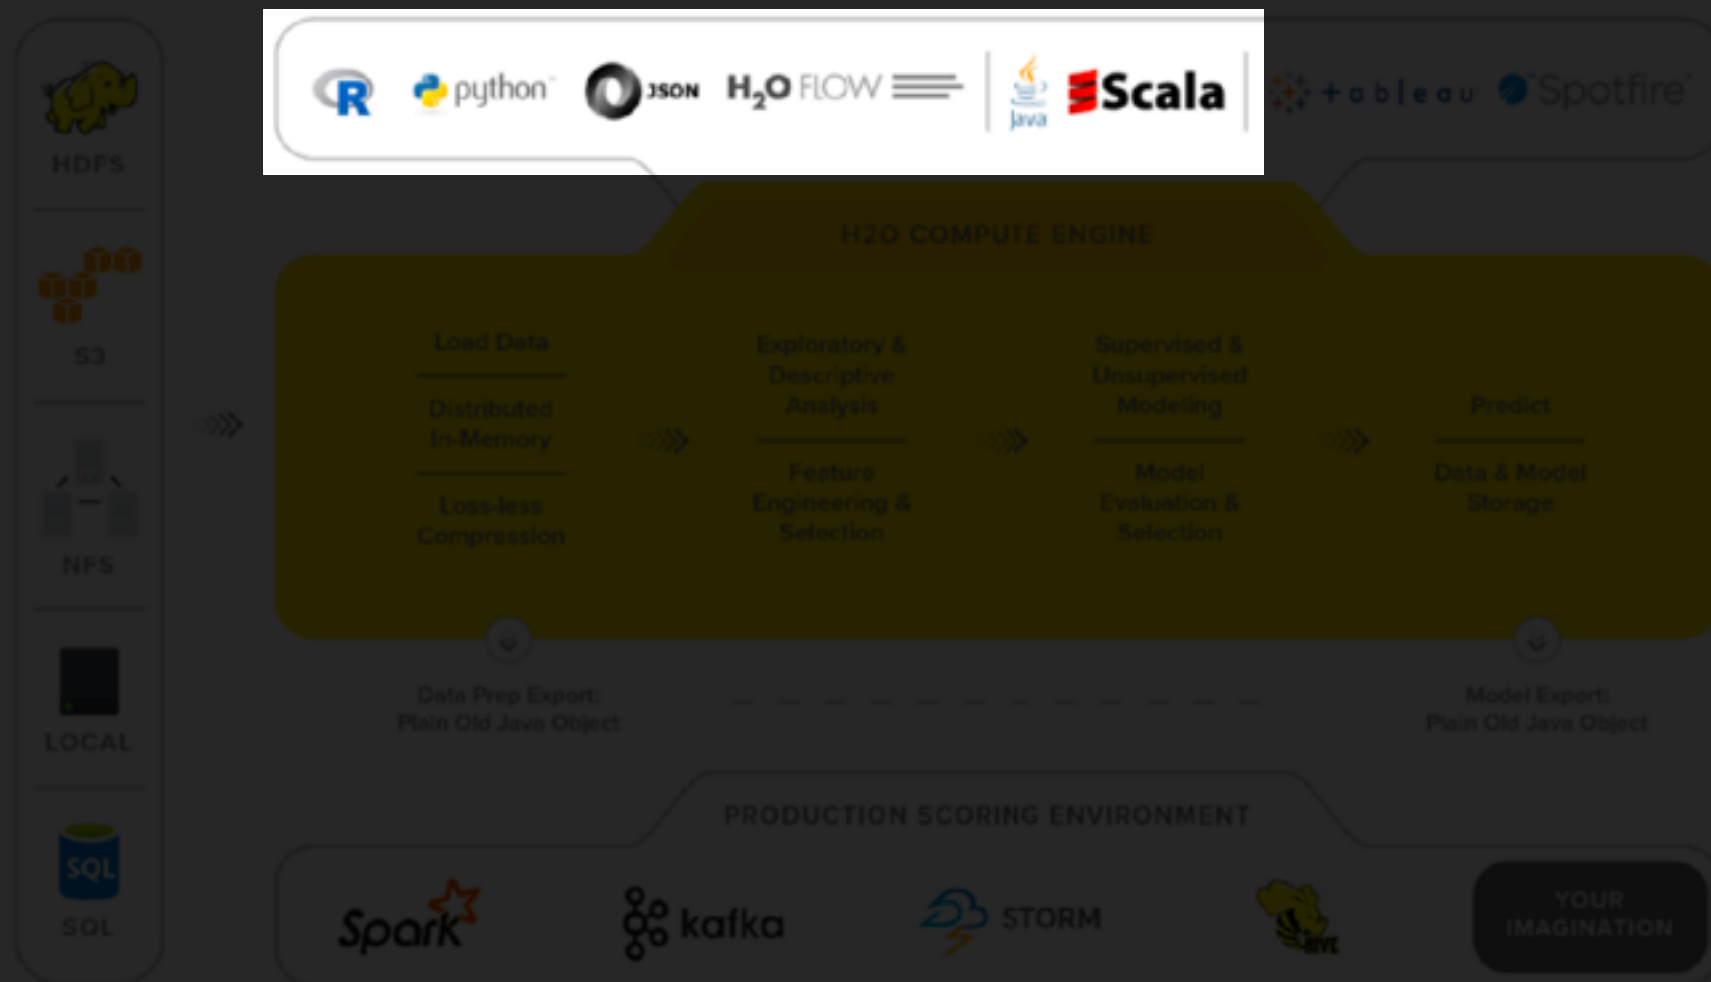 R python™ JSON H₂O FLOW Java Scala +ableau Spotfire
HDFS
S3
NFS
LOCAL
SQL
SQL
H2O COMPUTE ENGINE
Load Data
Distributed
In-Memory
Loss-less
Compression
Exploratory &
Descriptive
Analysis
Feature
Engineering &
Selection
Supervised &
Unsupervised
Modeling
Model
Evaluation &
Selection
Predict
Data & Model
Storage
Data Prep Export:
Plain Old Java Object
Model Export:
Plain Old Java Object
PRODUCTION SCORING ENVIRONMENT
Spark kafka STORM HIVE
YOUR
IMAGINATION